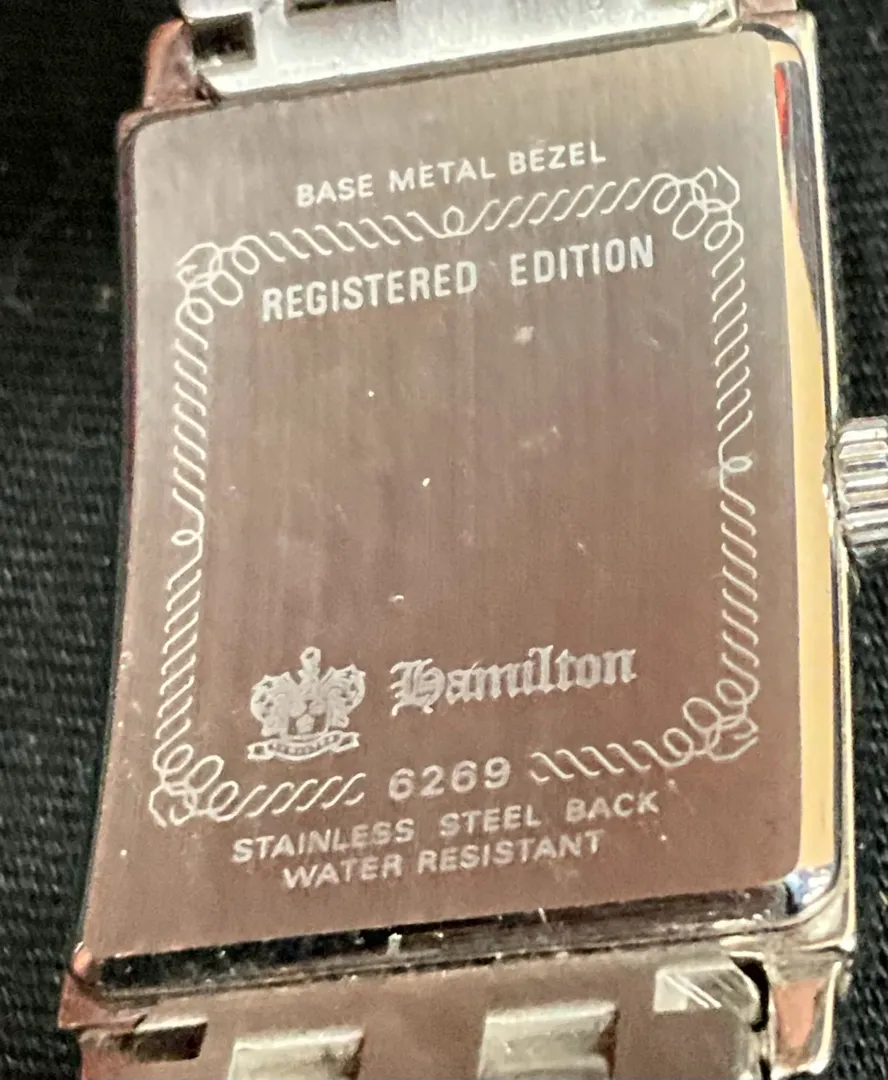 BASE METAL BEZEL
REGISTERED EDITION
Hamilton
6269
STAINLESS STEEL BACK
WATER RESISTANT